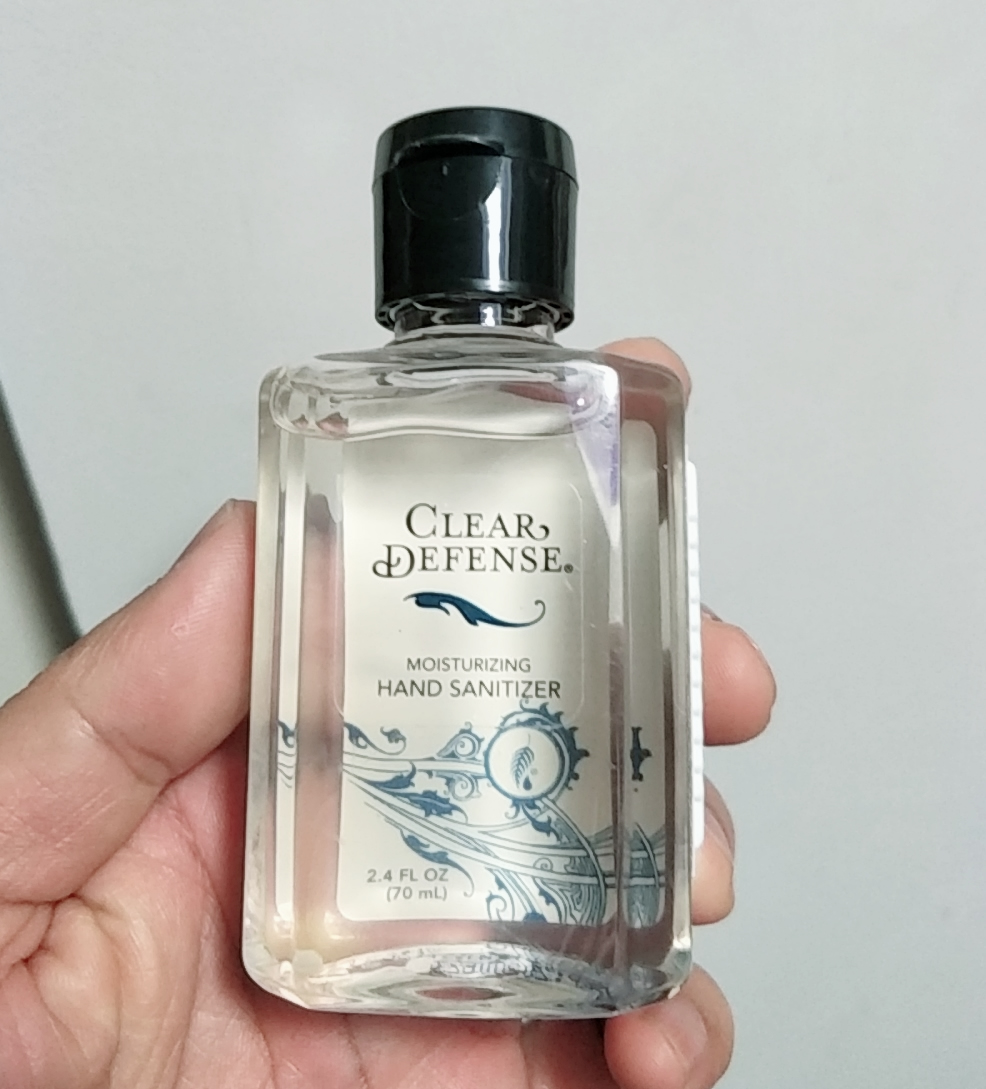 CLEAR
DEFENSE®
MOISTURIZING
HAND SANITIZER
2.4 FL OZ
(70 mL)